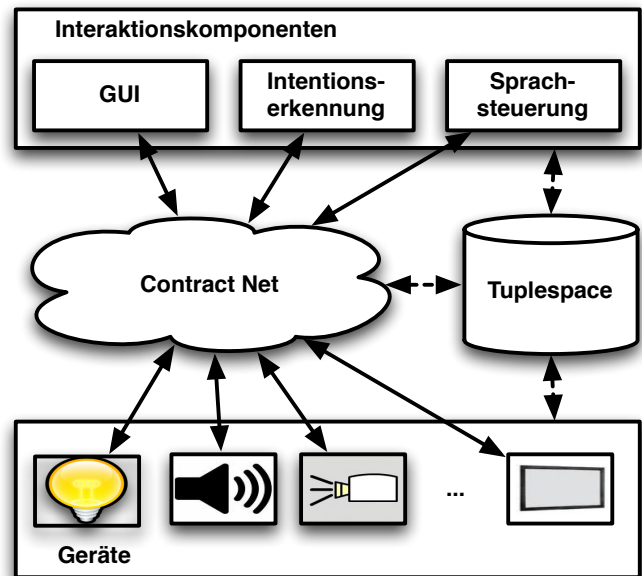 Interaktionskomponenten
GUI
Intentions-
erkennung
Sprach-
steuerung
Contract Net
Tuplespace
...
Geräte